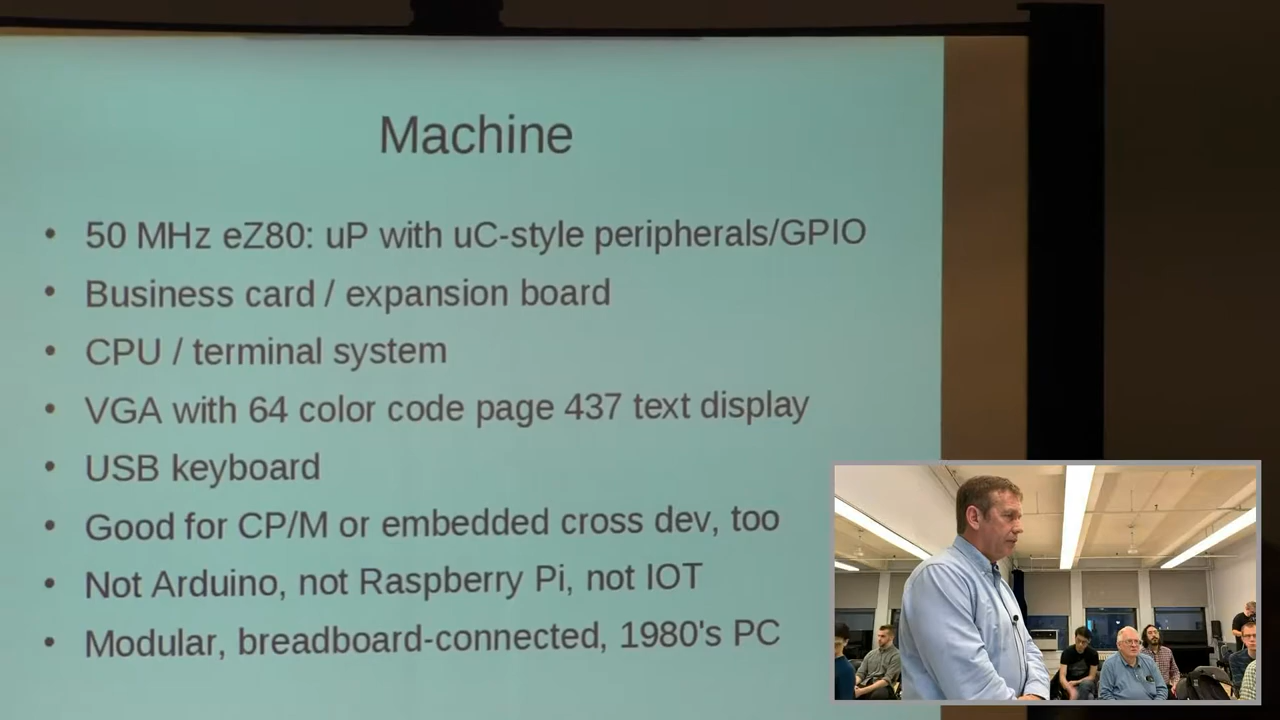 Machine
• 50 MHz eZ80: uP with uC-style peripherals/GPIO
• Business card / expansion board
• CPU / terminal system
• VGA with 64 color code page 437 text display
• USB keyboard
• Good for CP/M or embedded cross dev, too
• Not Arduino, not Raspberry Pi, not IOT
• Modular, breadboard-connected, 1980's PC